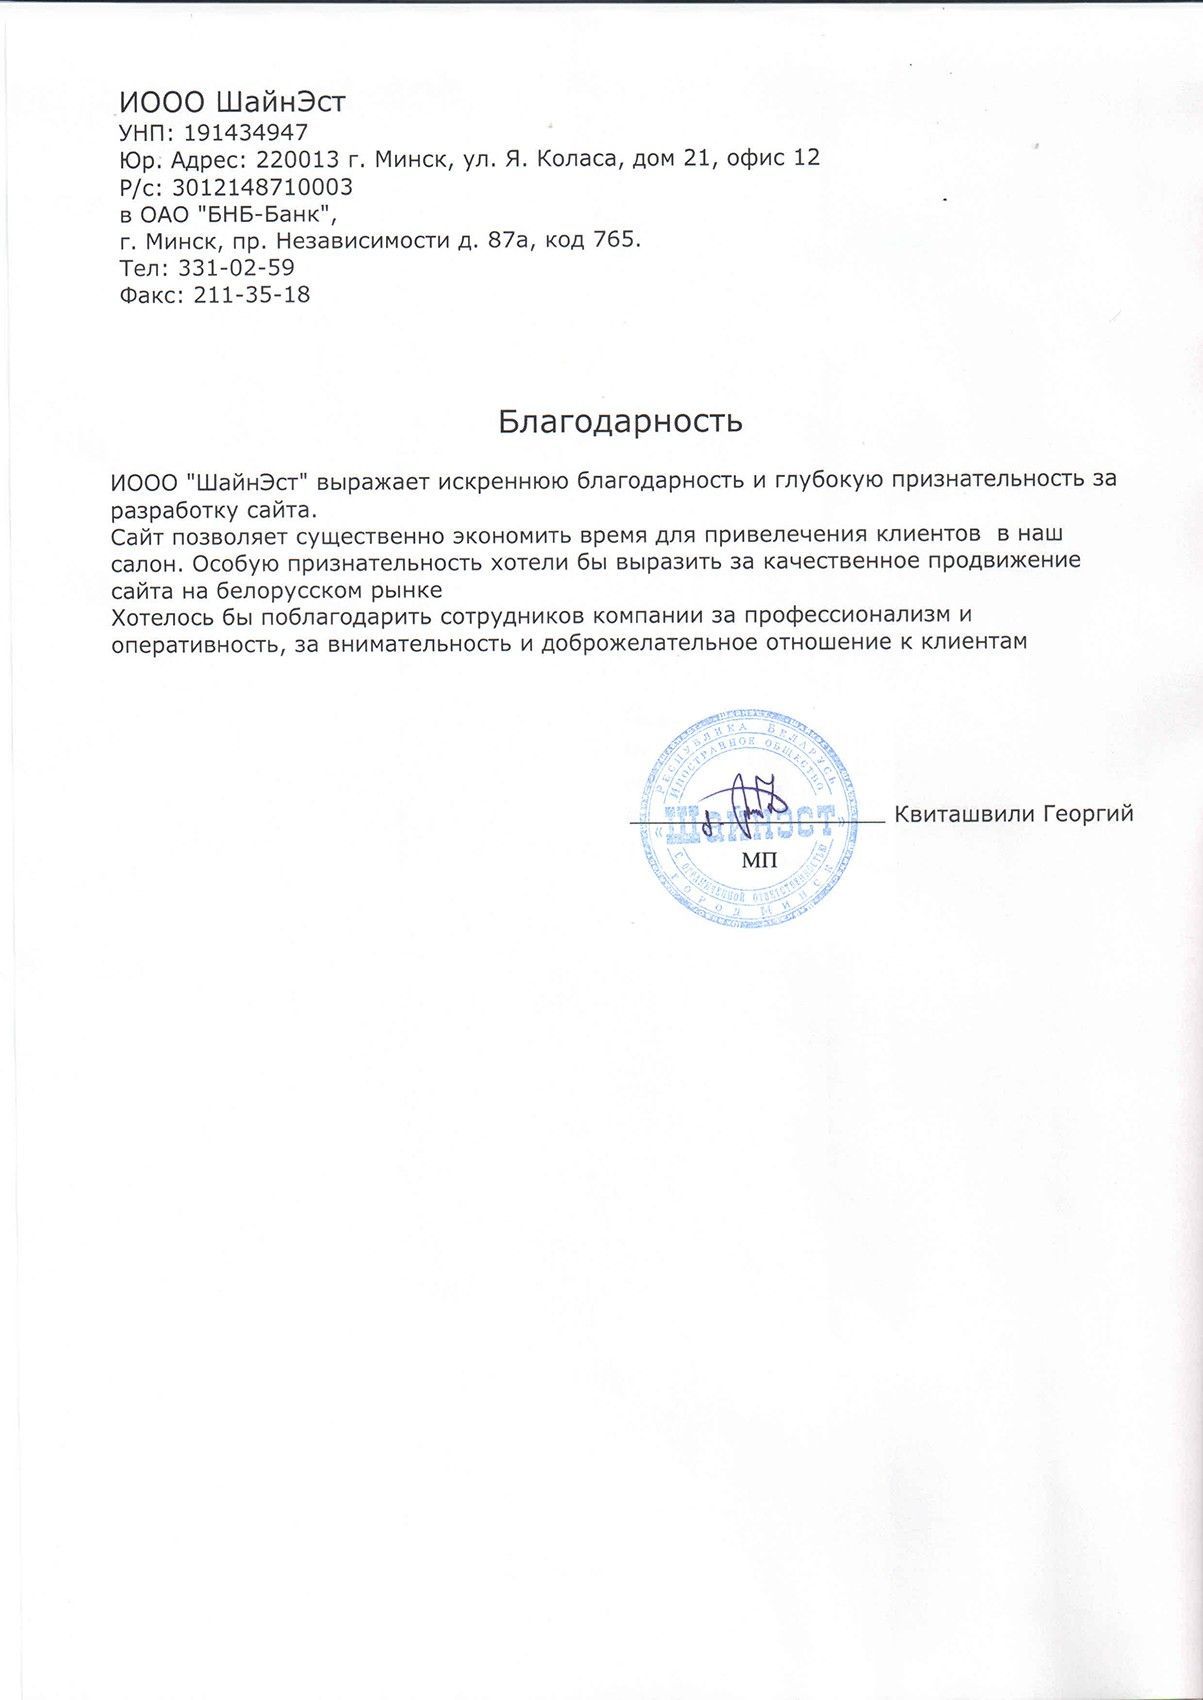 ИООО ШайнЭст
УНП: 191434947
Юр. Адрес: 220013 г. Минск, ул. Я. Коласа, дом 21, офис 12
Р/с: 3012148710003
в ОАО "БНБ-Банк",
г. Минск, пр. Независимости д. 87а, код 765.
Тел: 331-02-59
Факс: 211-35-18
Благодарность
ИООО "ШайнЭст" выражает искреннюю благодарность и глубокую признательность за
разработку сайта.
Сайт позволяет существенно экономить время для привелечения клиентов  в наш
салон. Особую признательность хотели бы выразить за качественное продвижение
сайта на белорусском рынке
Хотелось бы поблагодарить сотрудников компании за профессионализм и
оперативность, за внимательность и доброжелательное отношение к клиентам
РЕСПУБЛИКА БЕЛАРУСЬ
ИНОСТРАННОЕ ОБЩЕСТВО
«ШайнЭст»
Квиташвили Георгий
МП
С ОГРАНИЧЕННОЙ ОТВЕТСТВЕННОСТЬЮ
ГОРОД МИНСК